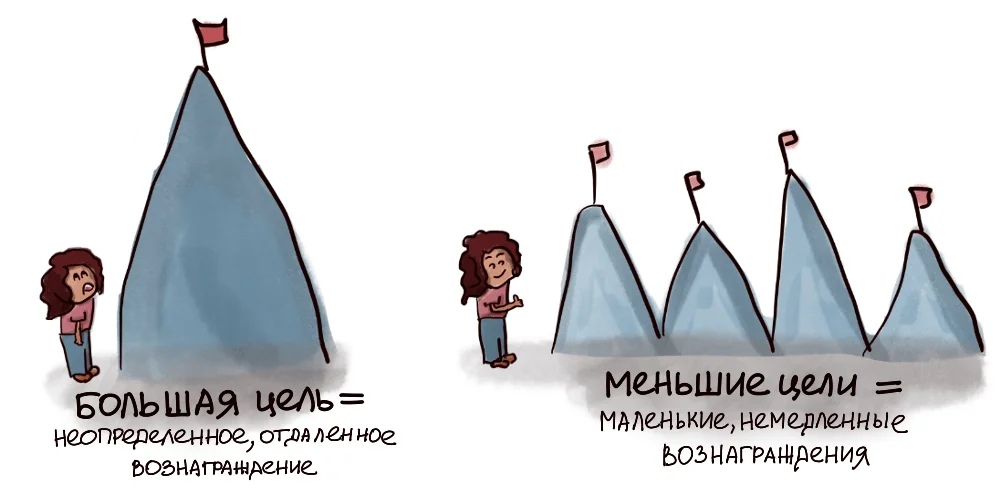 БОЛЬШАЯ ЦЕЛЬ =
НЕОПРЕДЕЛЕННОЕ, ОТДАЛЕННОЕ
ВОЗНАГРАЖДЕНИЕ
МЕНЬШИЕ ЦЕЛИ =
МАЛЕНЬКИЕ, НЕМЕДЛЕННЫЕ
ВОЗНАГРАЖДЕНИЯ